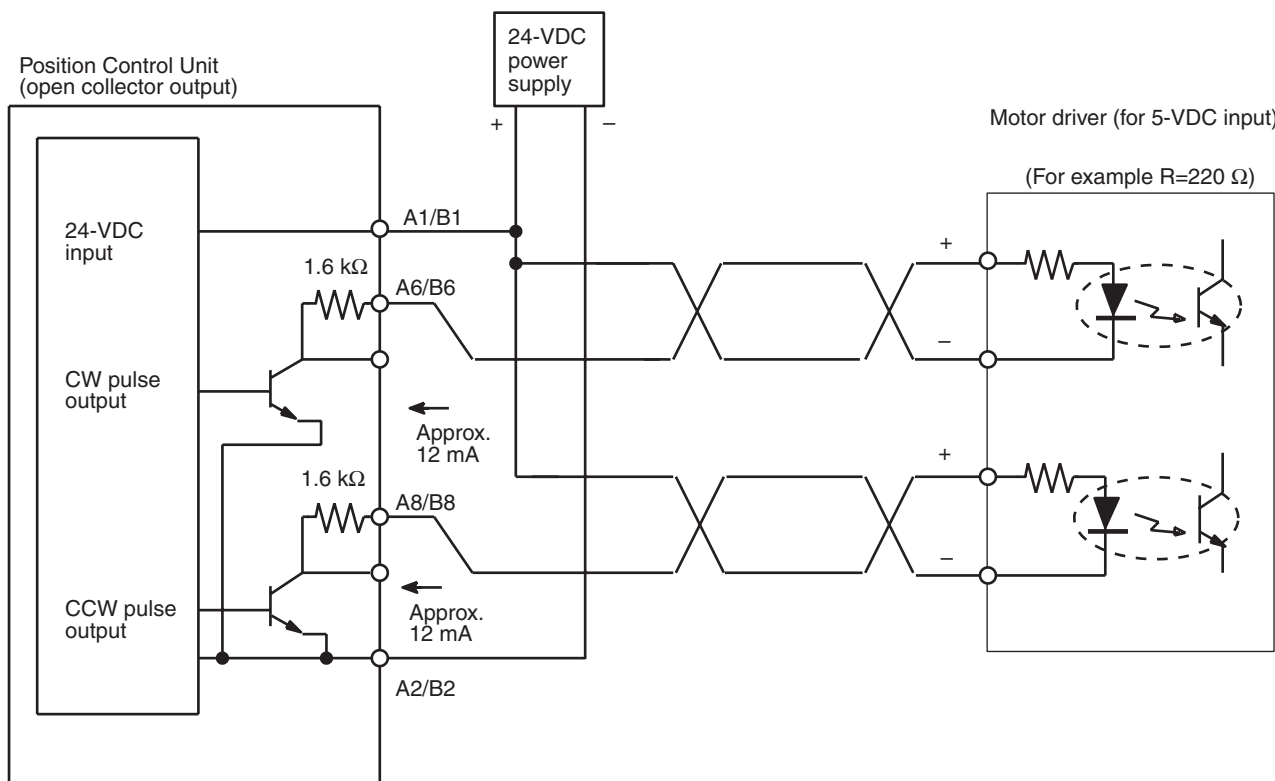 24-VDC
power
supply
Position Control Unit
(open collector output)
+
–
Motor driver (for 5-VDC input)
(For example R=220 Ω)
24-VDC
input
A1/B1
+
1.6 kΩ
A6/B6
–
CW pulse
output
Approx.
12 mA
+
1.6 kΩ
A8/B8
–
CCW pulse
output
Approx.
12 mA
A2/B2